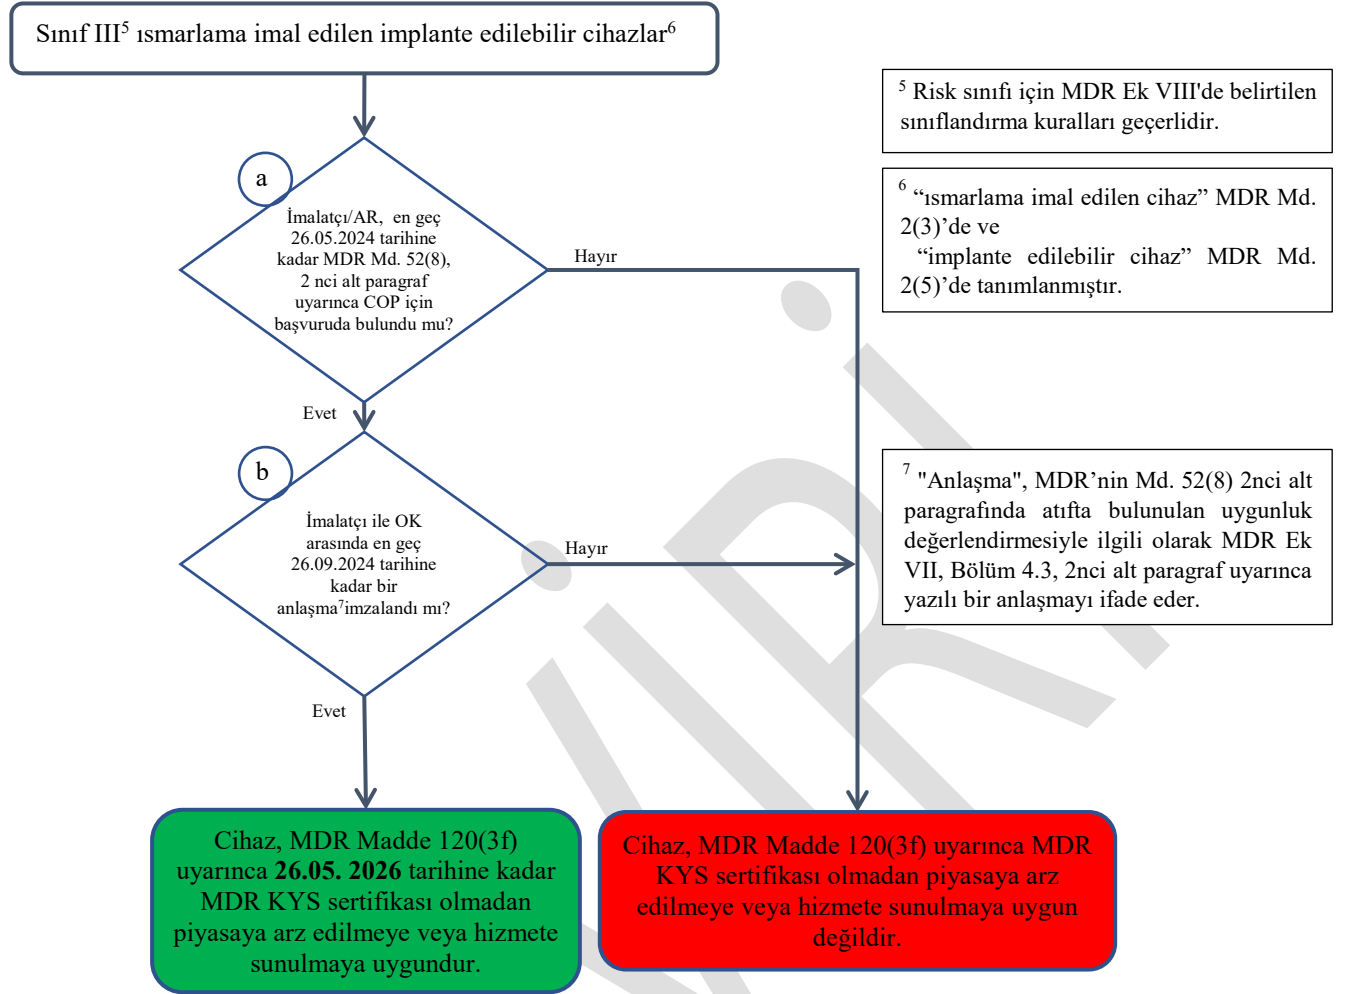 Sınıf III5 ısmarlama imal edilen implante edilebilir cihazlar6
5 Risk sınıfı için MDR Ek VIII'de belirtilen
sınıflandırma kuralları geçerlidir.
a
İmalatçı/AR, en geç
26.05.2024 tarihine
kadar MDR Md. 52(8),
2 nci alt paragraf
uyarınca COP için
başvuruda bulundu mu?
Hayır
6 “ısmarlama imal edilen cihaz” MDR Md.
2(3)’de ve
“implante edilebilir cihaz” MDR Md.
2(5)’de tanımlanmıştır.
Evet
b
İmalatçı ile OK
arasında en geç
26.09.2024 tarihine
kadar bir
anlaşma7imzalandı mı?
Hayır
7 "Anlaşma", MDR’nin Md. 52(8) 2nci alt
paragrafında atıfta bulunulan uygunluk
değerlendirmesiyle ilgili olarak MDR Ek
VII, Bölüm 4.3, 2nci alt paragraf uyarınca
yazılı bir anlaşmayı ifade eder.
Evet
Cihaz, MDR Madde 120(3f)
uyarınca 26.05. 2026 tarihine kadar
MDR KYS sertifikası olmadan
piyasaya arz edilmeye veya hizmete
sunulmaya uygundur.
Cihaz, MDR Madde 120(3f) uyarınca MDR
KYS sertifikası olmadan piyasaya arz
edilmeye veya hizmete sunulmaya uygun
değildir.